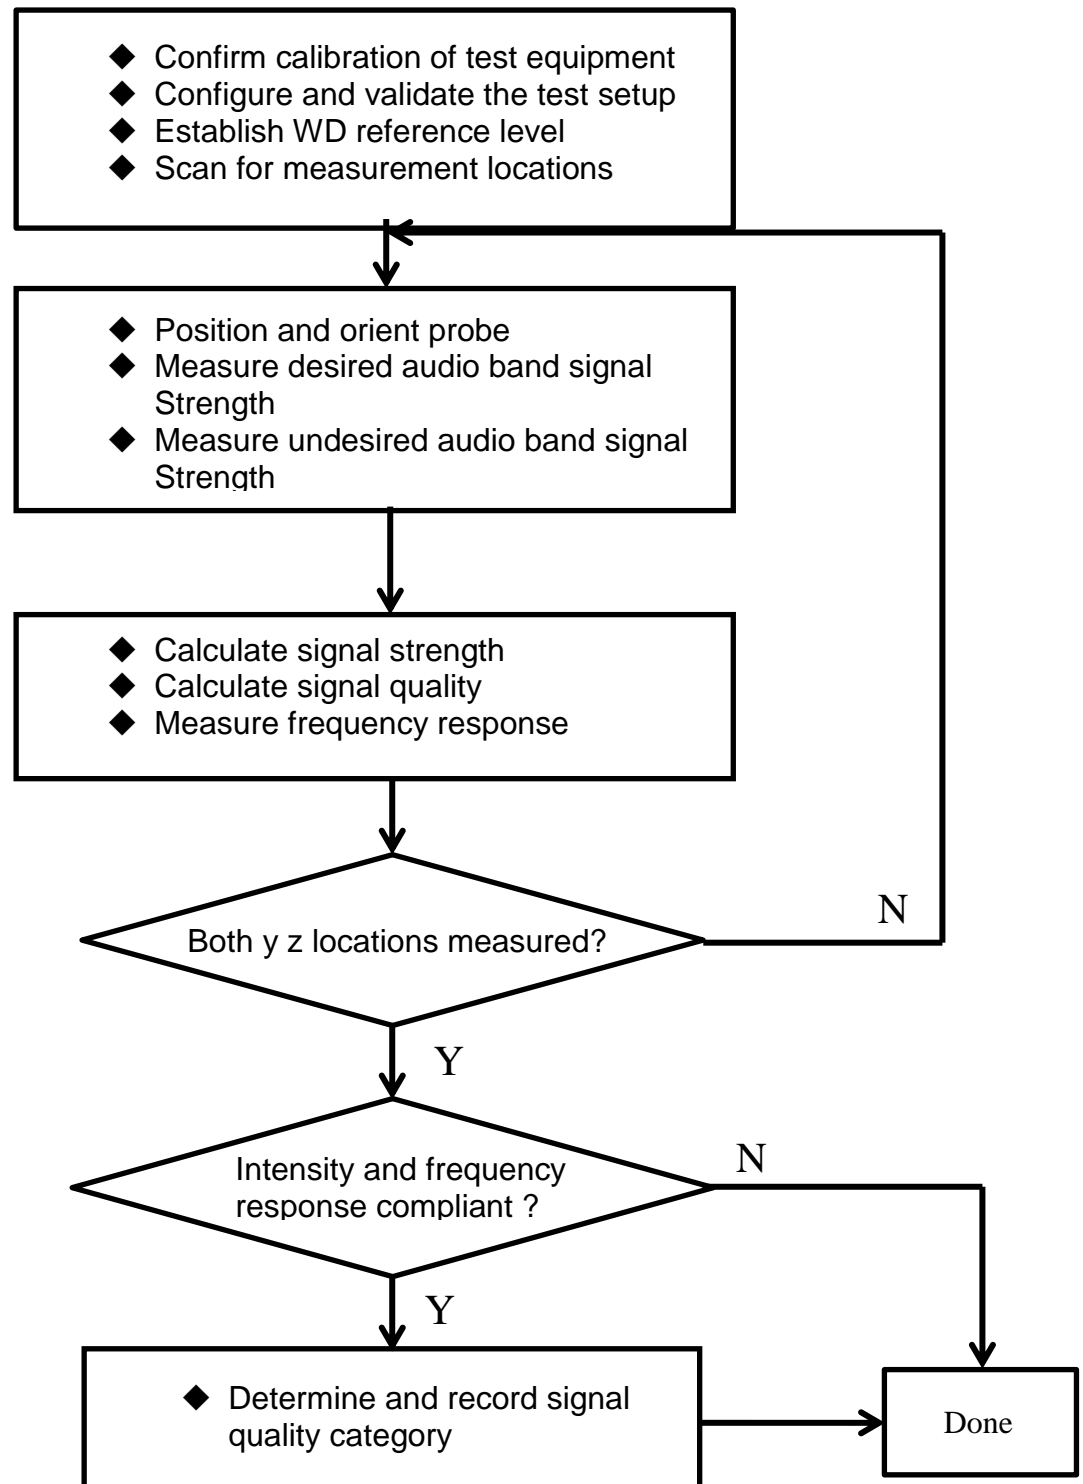 ◆ Confirm calibration of test equipment
◆ Configure and validate the test setup
◆ Establish WD reference level
◆ Scan for measurement locations
◆ Position and orient probe
◆ Measure desired audio band signal
Strength
◆ Measure undesired audio band signal
Strength
◆ Calculate signal strength
◆ Calculate signal quality
◆ Measure frequency response
Both y z locations measured?
N
Y
Intensity and frequency
response compliant ?
N
Y
◆ Determine and record signal
quality category
Done